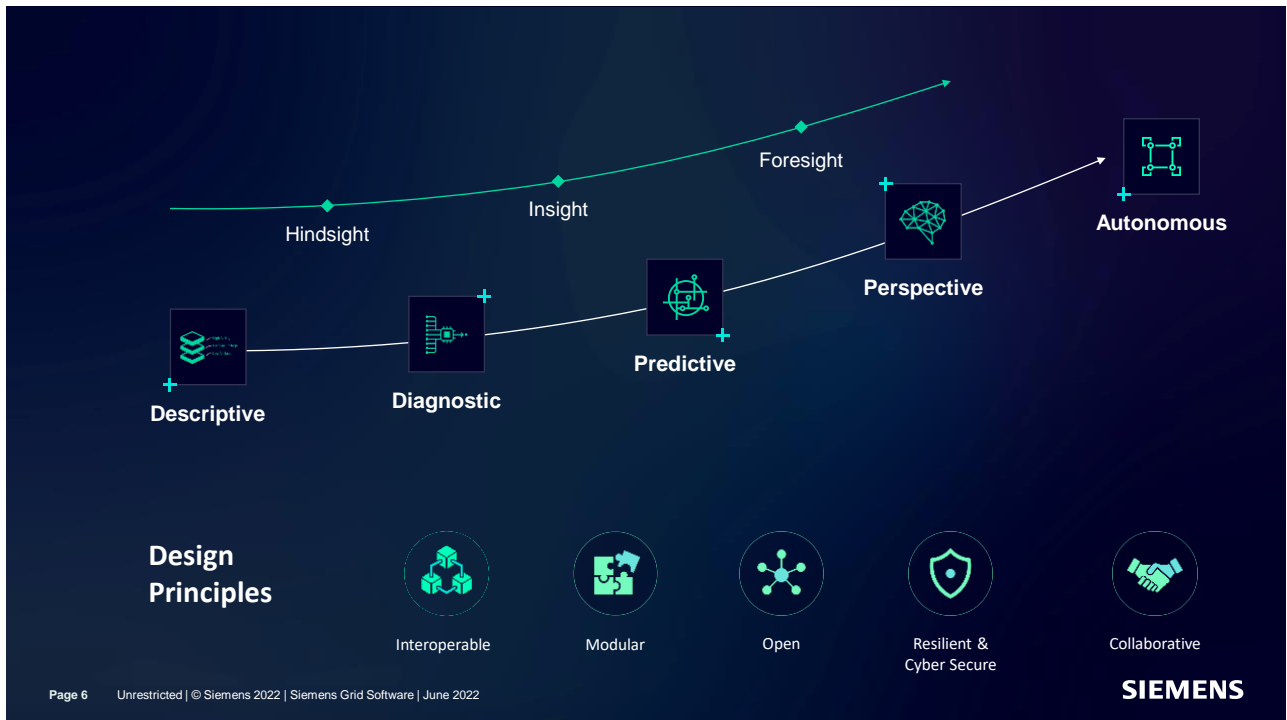 Foresight
Insight
Hindsight
Autonomous
Perspective
Predictive
Diagnostic
Descriptive
Design
Principles
Interoperable
Modular
Open
Resilient &
Cyber Secure
Collaborative
Page 6 Unrestricted | © Siemens 2022 | Siemens Grid Software | June 2022
SIEMENS